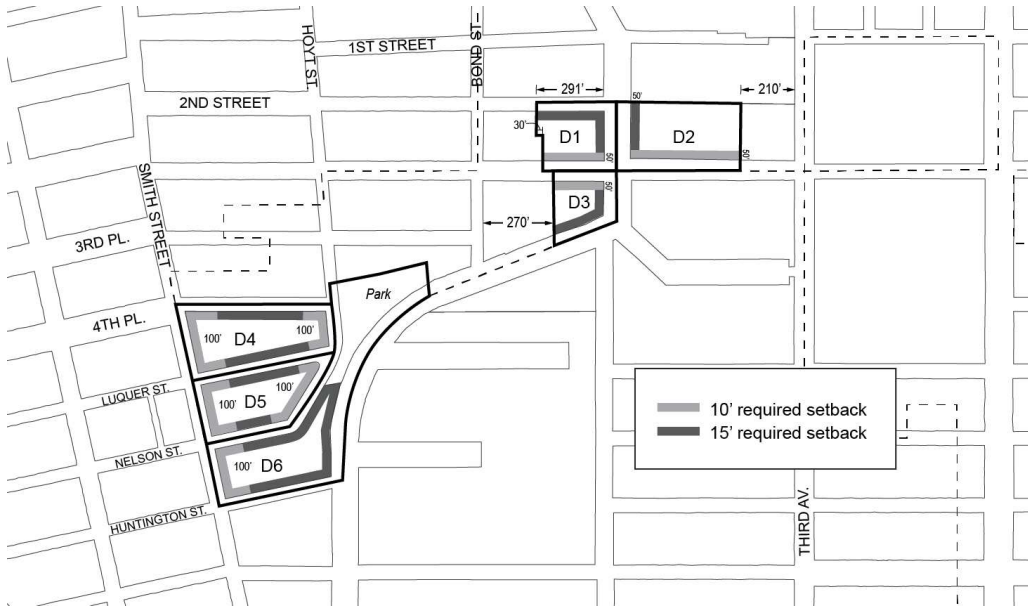 HOYT ST.
BOND ST
1ST STREET
2ND STREET
291'
210'
50'
30'
D1
D2
50'
50'
50'
D3
SMITH STREET
3RD PL.
270'
Park
4TH PL.
100'
D4
100'
LUQUER ST.
100'
D5
100'
10' required setback
15' required setback
NELSON ST.
100'
D6
HUNTINGTON ST.
THIRD AV.